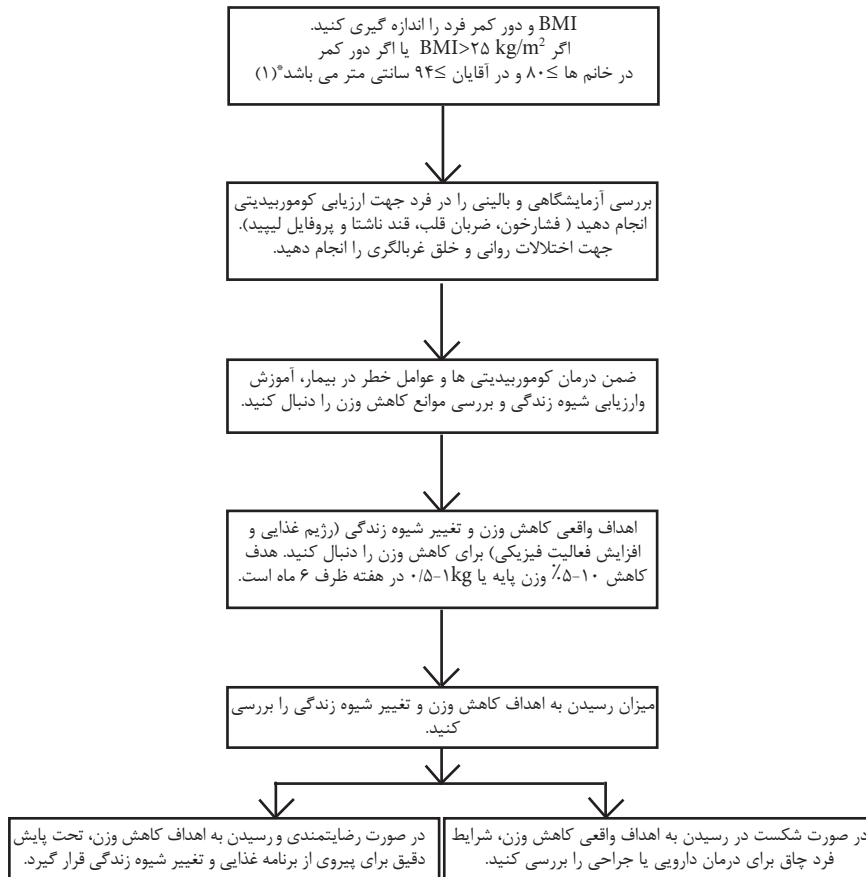 BMI و دور کمر فرد را اندازه گیری کنید.
اگر BMI>۲۵ kg/m² یا اگر دور کمر
در خانم ها ≥۸۰ و در آقایان ≥۹۴ سانتی متر می باشد*(۱)
بررسی آزمایشگاهی و بالینی را در فرد جهت ارزیابی کوموربیدیتی
انجام دهید ( فشارخون، ضربان قلب، قند ناشتا و پروفایل لیپید).
جهت اختلالات روانی و خلق غربالگری را انجام دهید.
ضمن درمان کوموربیدیتی ها و عوامل خطر در بیمار، آموزش
وارزیابی شیوه زندگی و بررسی موانع کاهش وزن را دنبال کنید.
اهداف واقعی کاهش وزن و تغییر شیوه زندگی (رژیم غذایی و
افزایش فعالیت فیزیکی) برای کاهش وزن را دنبال کنید. هدف
کاهش ۱۰-۵٪ وزن پایه یا ۰/۵-۱kg در هفته ظرف ۶ ماه است.
میزان رسیدن به اهداف کاهش وزن و تغییر شیوه زندگی را بررسی
کنید.
در صورت شکست در رسیدن به اهداف واقعی کاهش وزن، شرایط
فرد چاق برای درمان دارویی یا جراحی را بررسی کنید.
در صورت رضایتمندی و رسیدن به اهداف کاهش وزن، تحت پایش
دقیق برای پیروی از برنامه غذایی و تغییر شیوه زندگی قرار گیرد.